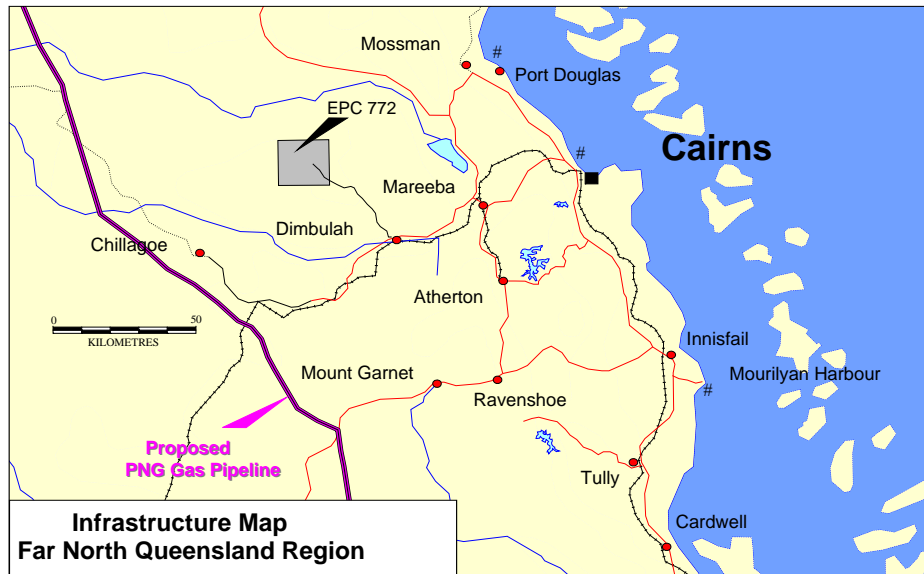 Mossman
#
Port Douglas
EPC 772
#
Cairns
Mareeba
Dimbulah
Chillagoe
Atherton
0
50
KILOMETRES
Innisfail
Mount Garnet
Mourilyan Harbour
#
Ravenshoe
Proposed
PNG Gas Pipeline
Tully
Infrastructure Map
Far North Queensland Region
Cardwell